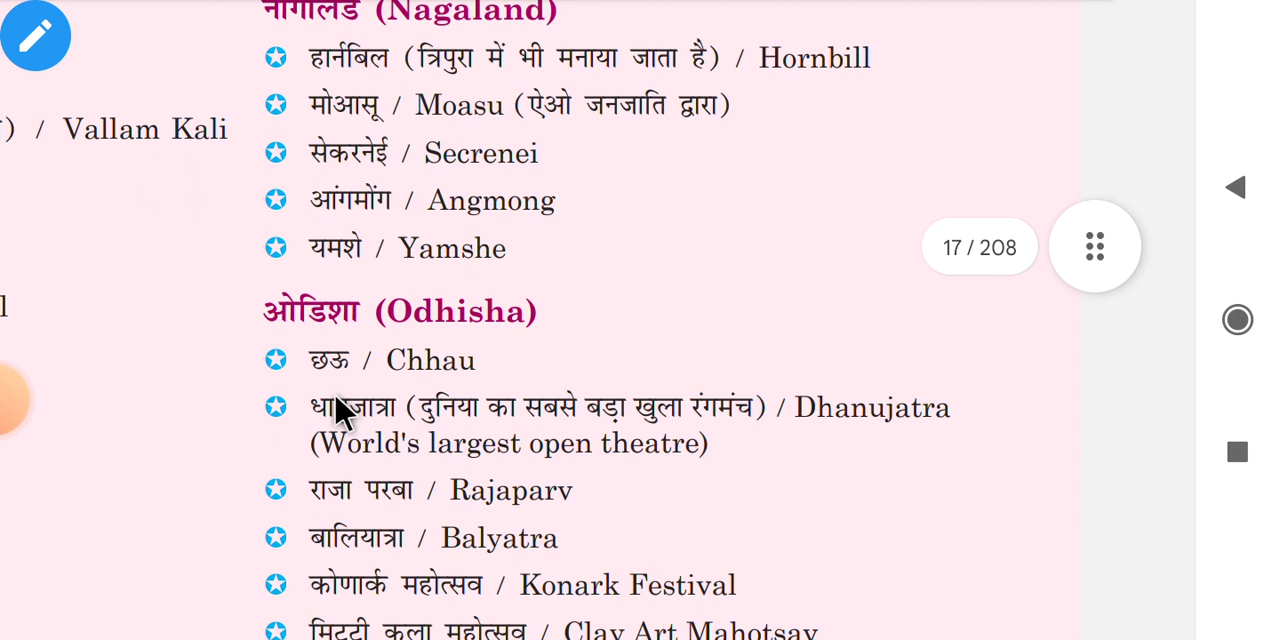 नागालैंड (Nagaland)
हार्नबिल (त्रिपुरा में भी मनाया जाता है) / Hornbill
मोआसू / Moasu (ऐओ जनजाति द्वारा)
) / Vallam Kali
सेकरनेई / Secrenei
आंगमोंग / Angmong
यमशे / Yamshe
17 / 208
l
ओडिशा (Odhisha)
छऊ / Chhau
(दुनिया का सबसे बड़ा खुला रंगमंच) / Dhanujatra
(World's largest open theatre)
राजा परबा / Rajaparv
बालियात्रा / Balyatra
कोणार्क महोत्सव / Konark Festival
मिट्टी कला महोत्सव / Clay Art Mahotsav